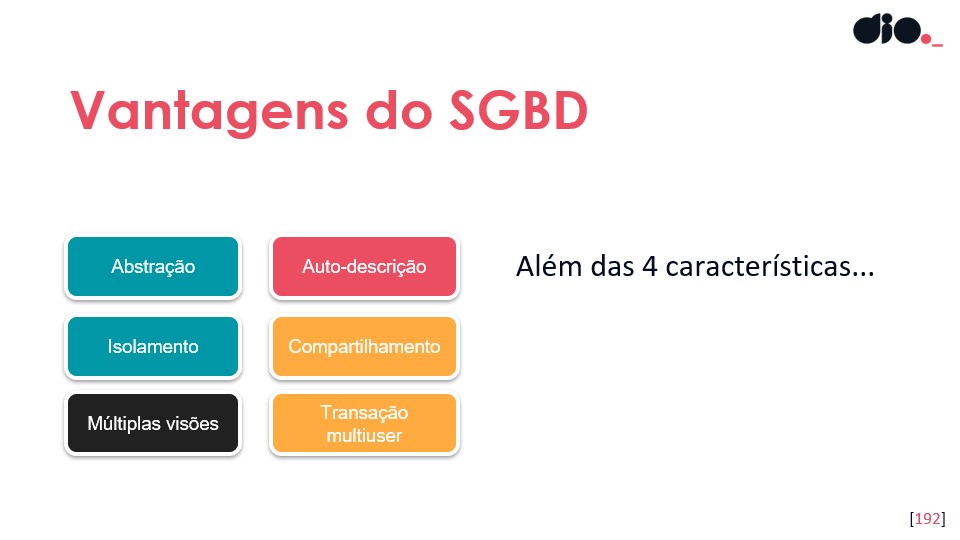 dio._
Vantagens do SGBD
Abstração
Auto-descrição
Além das 4 características...
Isolamento
Compartilhamento
Múltiplas visões
Transação
multiuser
[192]